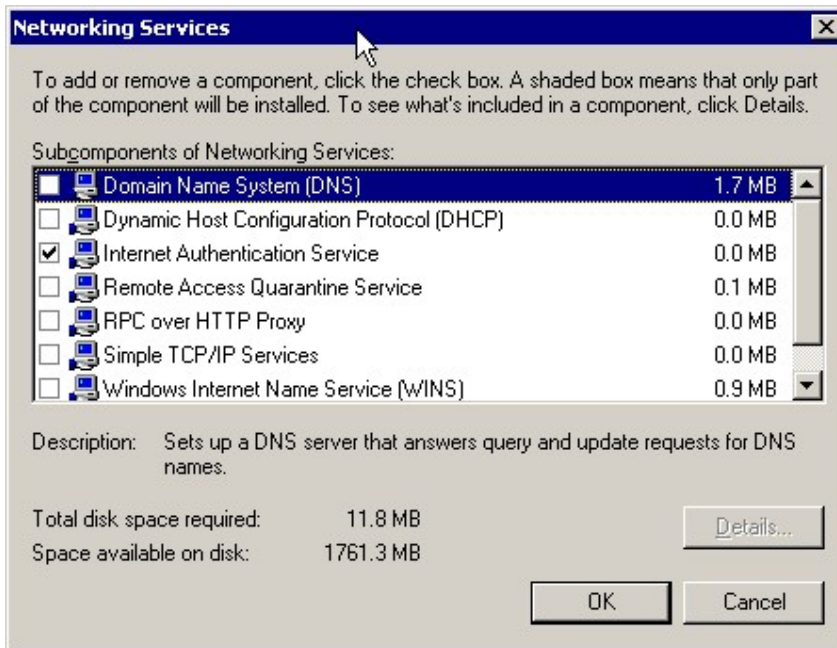 Networking Services
To add or remove a component, click the check box. A shaded box means that only part
of the component will be installed. To see what's included in a component, click Details.
Subcomponents of Networking Services:
Domain Name System (DNS) 1.7 MB
Dynamic Host Configuration Protocol (DHCP) 0.0 MB
Internet Authentication Service 0.0 MB
Remote Access Quarantine Service 0.1 MB
RPC over HTTP Proxy 0.0 MB
Simple TCP/IP Services 0.0 MB
Windows Internet Name Service (WINS) 0.9 MB
Description: Sets up a DNS server that answers query and update requests for DNS
names.
Total disk space required: 11.8 MB
Details...
Space available on disk: 1761.3 MB
OK Cancel